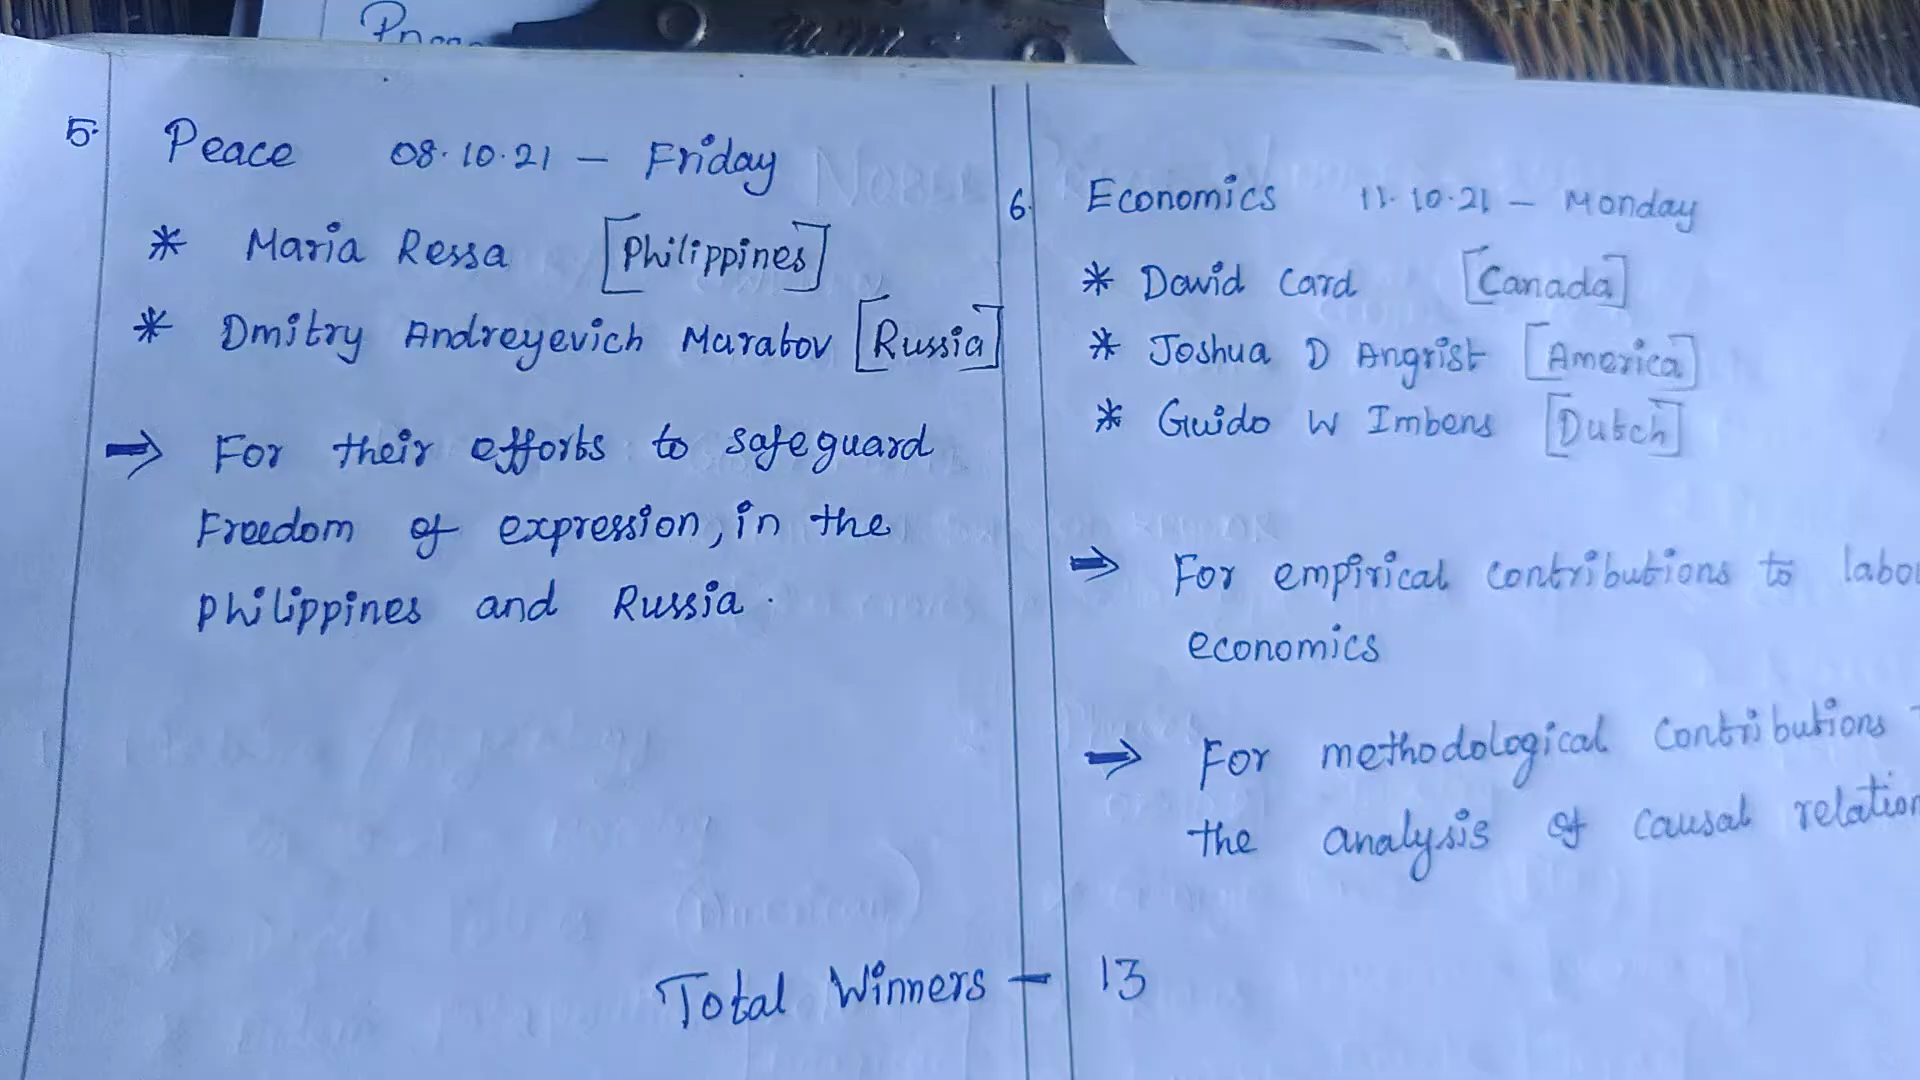 5. Peace 08.10.21 - Friday
* Maria Ressa [Philippines]
* Dmitry Andreyevich Muratov [Russia]
⇒ For their efforts to safeguard
Freedom of expression, in the
Philippines and Russia.
6. Economics 11.10.21 - Monday
* David Card [Canada]
* Joshua D Angrist [America]
* Guido W Imbens [Dutch]
⇒ For empirical contributions to
economics
⇒ For methodological contributions
the analysis of causal
Total Winners - 13